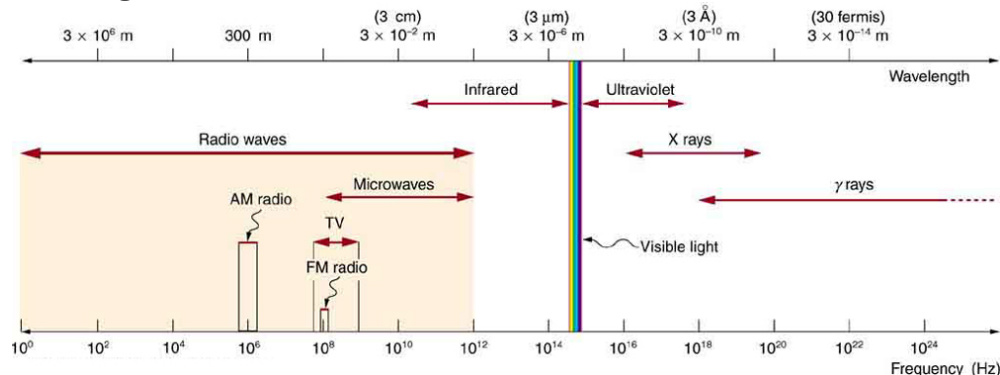 (3 cm) (3 μm) (3 Å) (30 fermis)
3 × 10⁶ m 300 m 3 × 10⁻² m 3 × 10⁻⁶ m 3 × 10⁻¹⁰ m 3 × 10⁻¹⁴ m
Wavelength
Infrared Ultraviolet
Radio waves X rays
Microwaves γ rays
AM radio
TV
Visible light
FM radio
10⁰ 10² 10⁴ 10⁶ 10⁸ 10¹⁰ 10¹² 10¹⁴ 10¹⁶ 10¹⁸ 10²⁰ 10²² 10²⁴
Frequency (Hz)